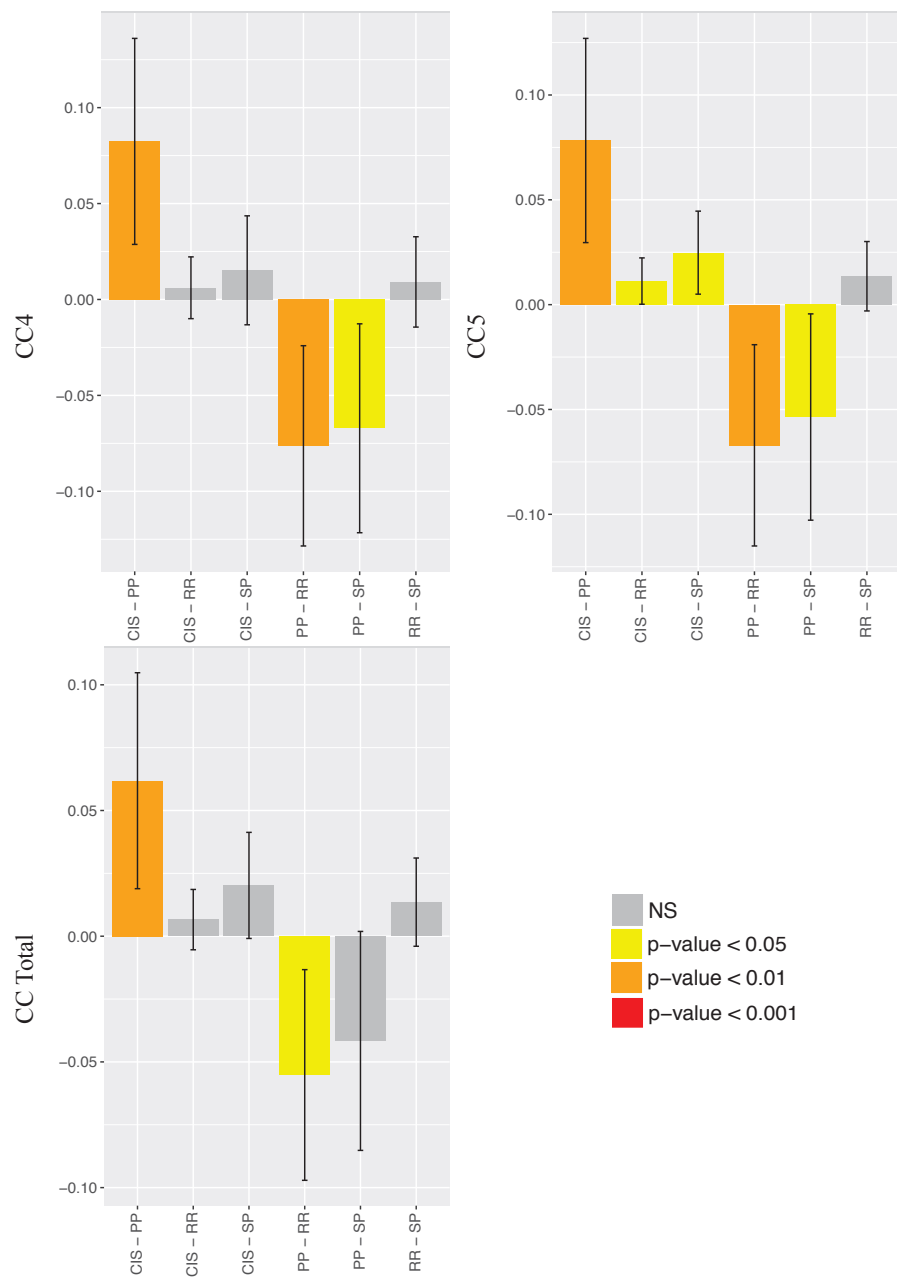 0.10
0.05
0.00
−0.05
−0.10
CC4
CIS − PP
CIS − RR
CIS − SP
PP − RR
PP − SP
RR − SP
0.10
0.05
0.00
−0.05
−0.10
CC5
CIS − PP
CIS − RR
CIS − SP
PP − RR
PP − SP
RR − SP
0.10
0.05
0.00
−0.05
−0.10
CC Total
CIS − PP
CIS − RR
CIS − SP
PP − RR
PP − SP
RR − SP
NS
p−value < 0.05
p−value < 0.01
p−value < 0.001